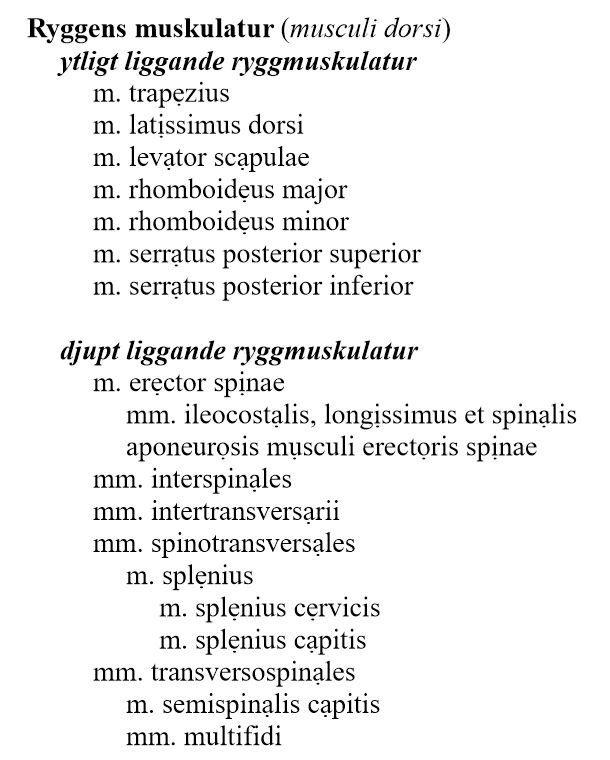 Ryggens muskulatur (musculi dorsi)
ytligt liggande ryggmuskulatur
m. trapẹzius
m. latịssimus dorsi
m. levạtor scạpulae
m. rhomboidẹus major
m. rhomboidẹus minor
m. serrạtus posterior superior
m. serrạtus posterior inferior
djupt liggande ryggmuskulatur
m. erẹctor spịnae
mm. ileocostạlis, longịssimus et spinạlis
aponeurọsis mụsculi erectọris spịnae
mm. interspinạles
mm. intertransversạrii
mm. spinotransversạles
m. splẹnius
m. splẹnius cẹrvicis
m. splẹnius cạpitis
mm. transversospinạles
m. semispinạlis cạpitis
mm. multifidi